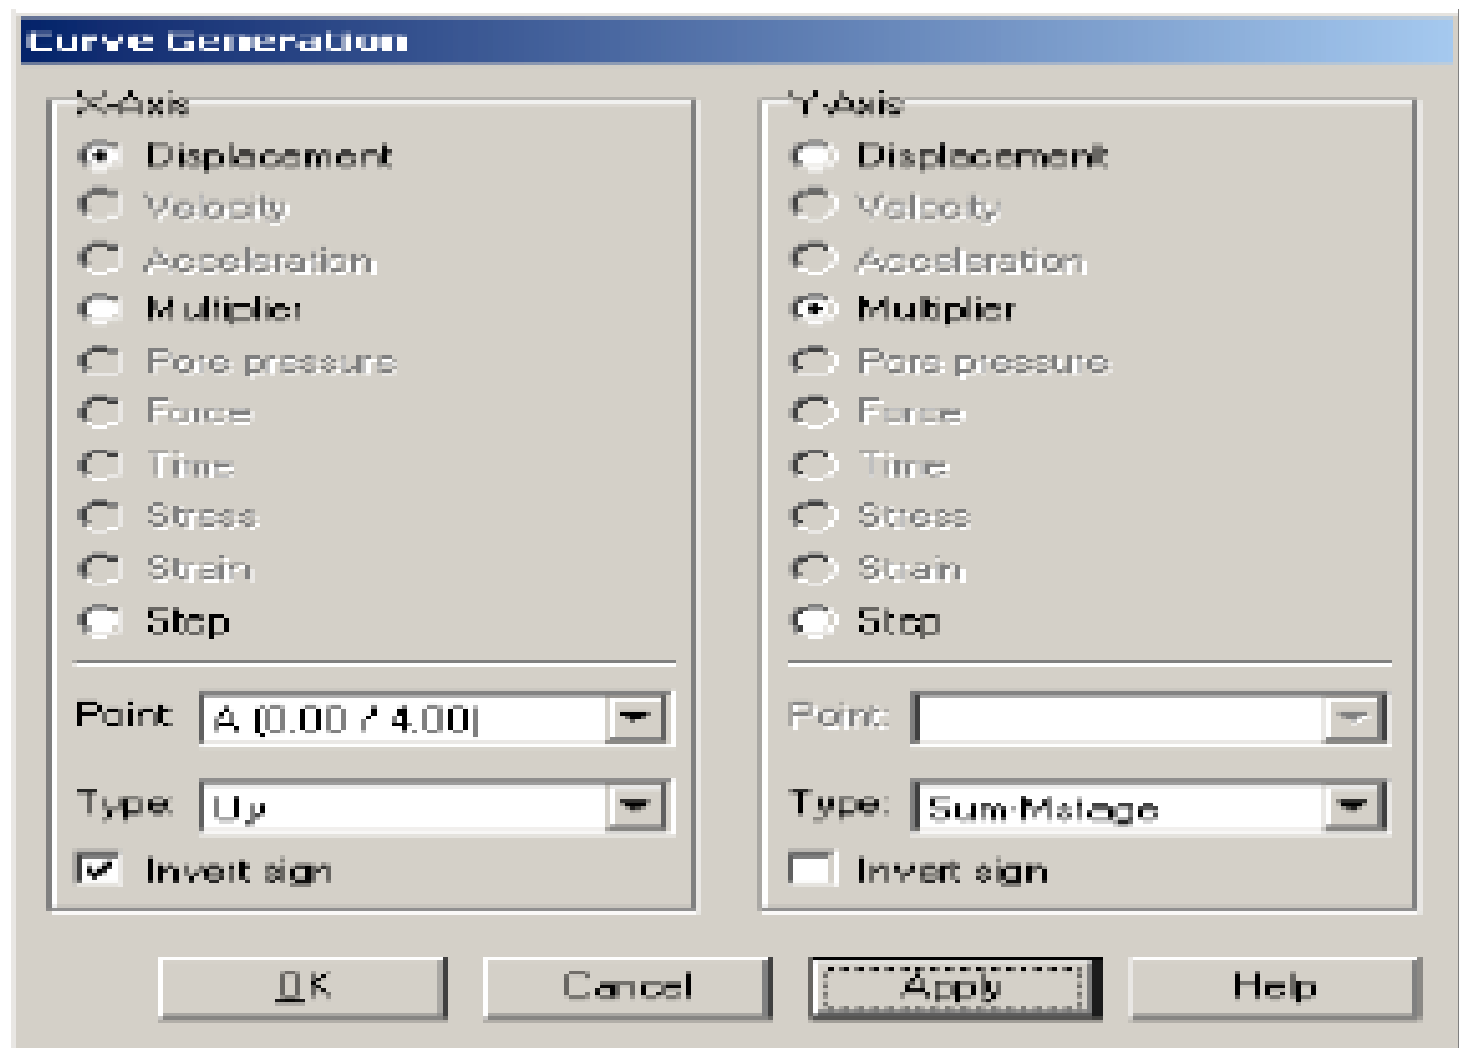 Curve Generation
X-Axis
Displacement
Velocity
Acceleration
Multiplier
Pore pressure
Force
Time
Stress
Strain
Step
Point: A (0.00 / 4.00)
Type: Uy
Invert sign
Y-Axis
Displacement
Velocity
Acceleration
Multiplier
Pore pressure
Force
Time
Stress
Strain
Step
Point:
Type: Sum-Mstage
Invert sign
OK Cancel Apply Help